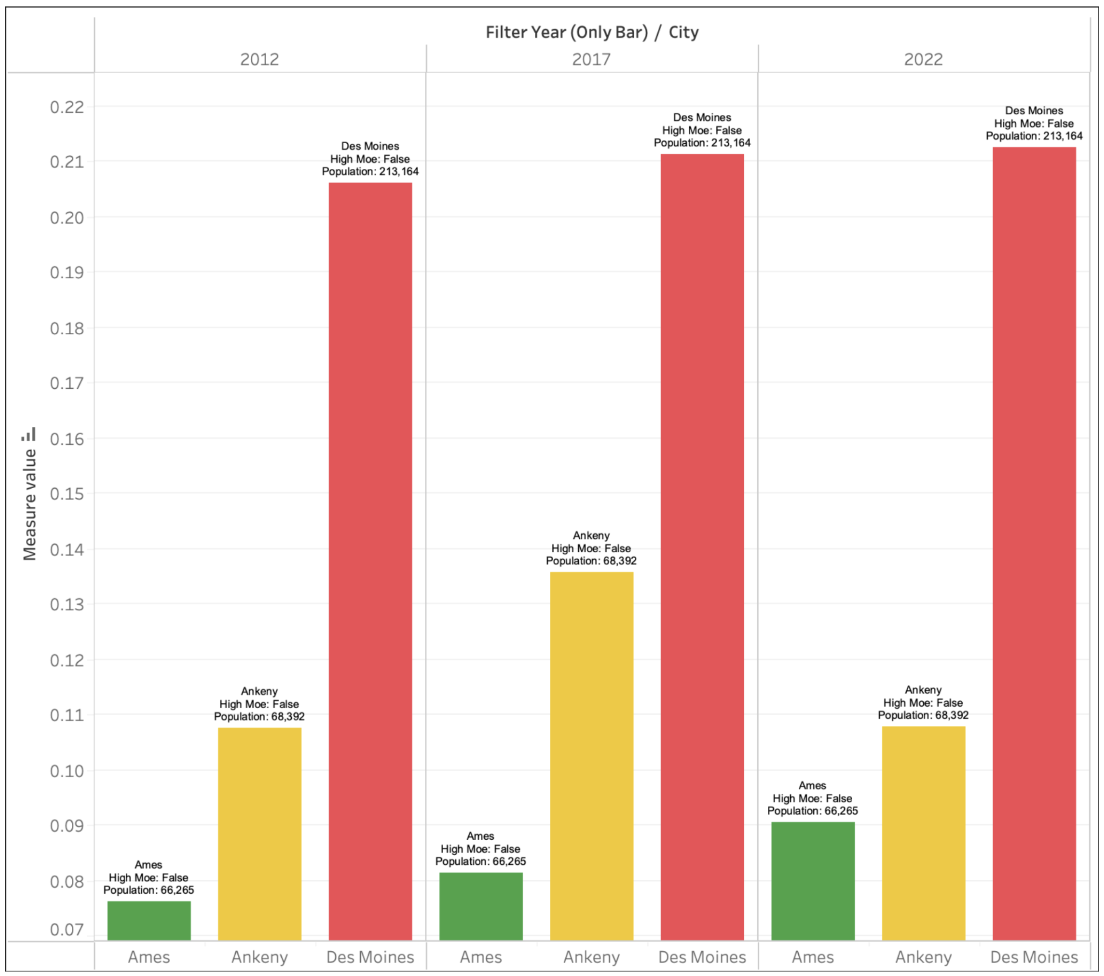 Filter Year (Only Bar) / City
2012
2017
2022
Measure value
0.22
0.21
0.20
0.19
0.18
0.17
0.16
0.15
0.14
0.13
0.12
0.11
0.10
0.09
0.08
0.07
Ames
High Moe: False
Population: 66,265
Ankeny
High Moe: False
Population: 68,392
Des Moines
High Moe: False
Population: 213,164
Ames
High Moe: False
Population: 66,265
Ankeny
High Moe: False
Population: 68,392
Des Moines
High Moe: False
Population: 213,164
Ames
High Moe: False
Population: 66,265
Ankeny
High Moe: False
Population: 68,392
Des Moines
High Moe: False
Population: 213,164
Ames
Ankeny
Des Moines
Ames
Ankeny
Des Moines
Ames
Ankeny
Des Moines